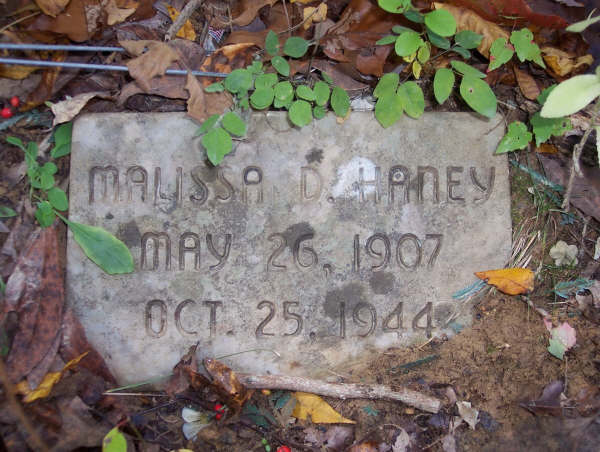 MALISSA D. HANEY
MAY 26, 1907
OCT. 25, 1944